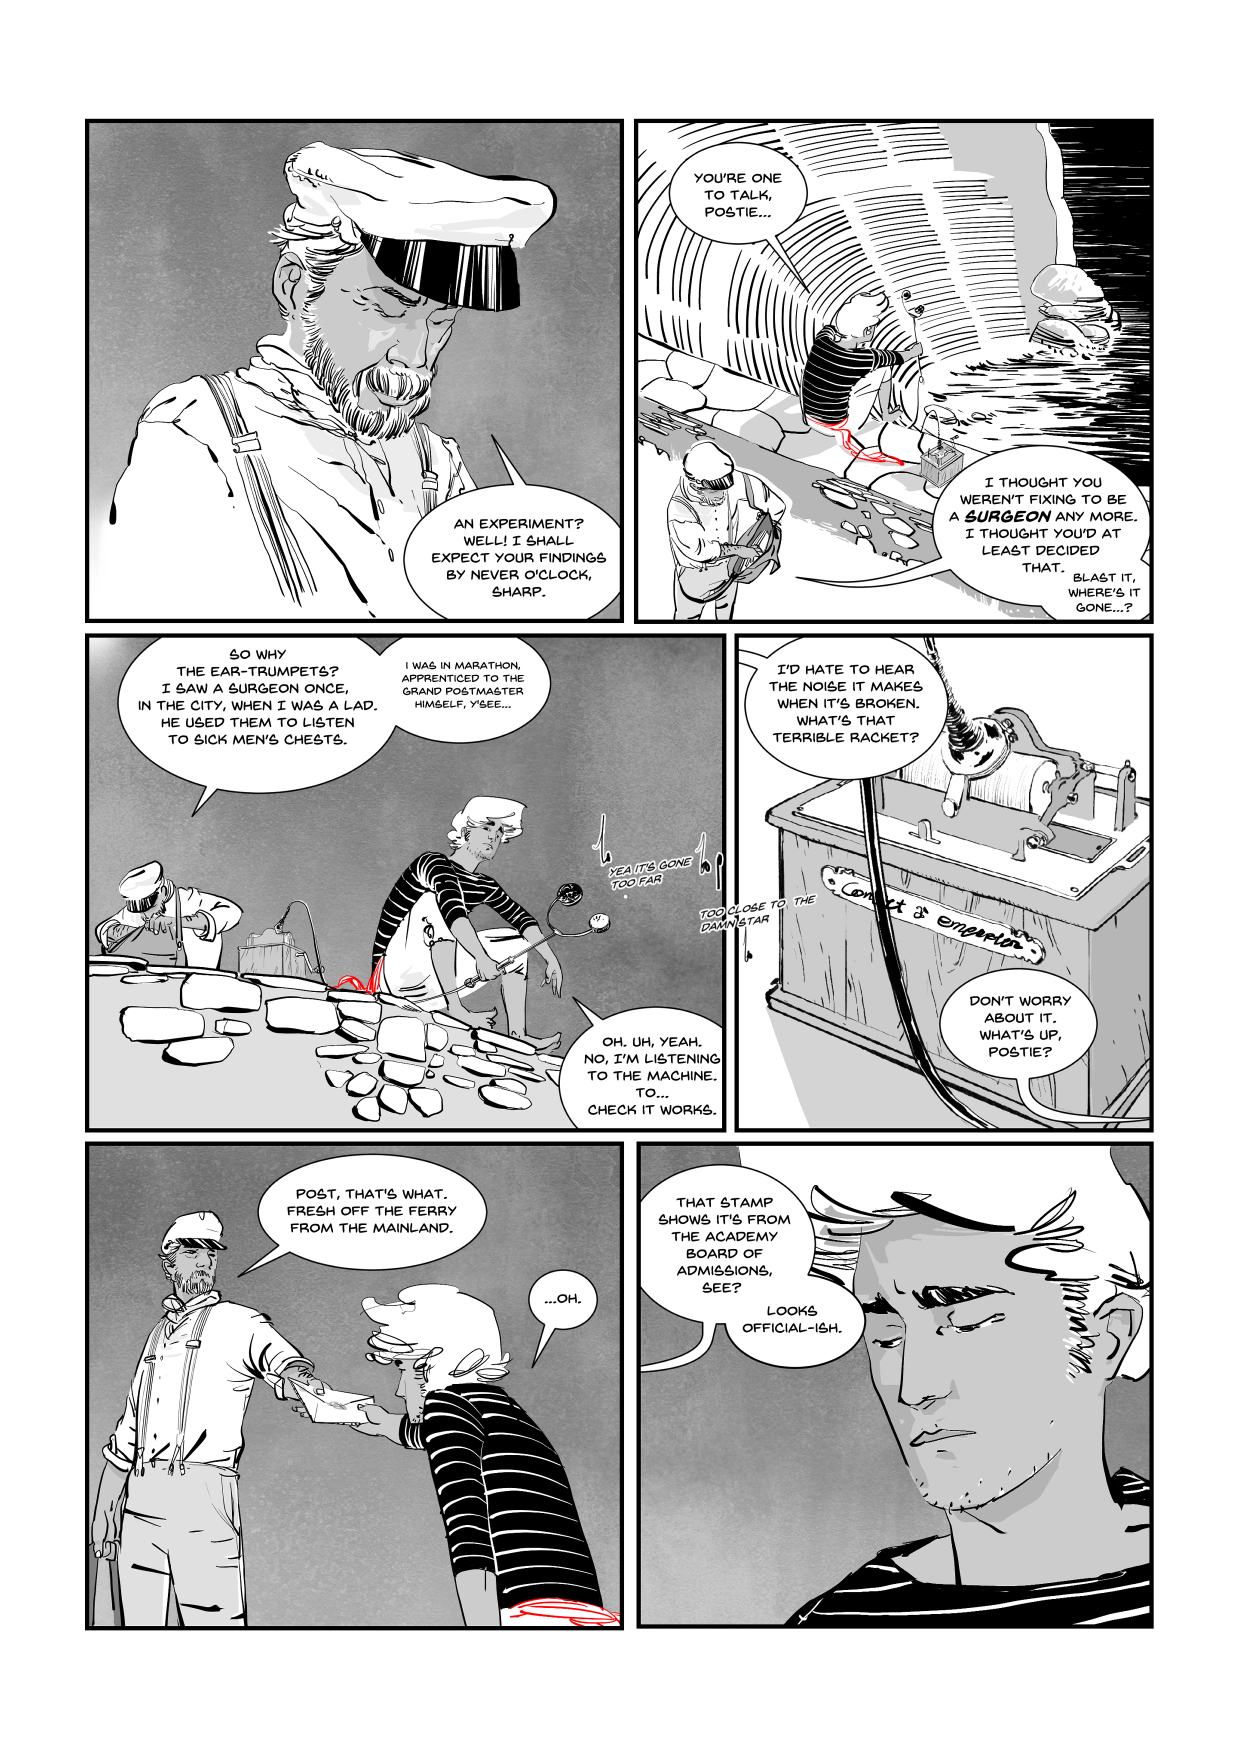 AN EXPERIMENT?
WELL! I SHALL
EXPECT YOUR FINDINGS
BY NEVER O'CLOCK,
SHARP.
YOU'RE ONE
TO TALK,
POSTIE...
I THOUGHT YOU
WEREN'T FIXING TO BE
A SURGEON ANY MORE.
I THOUGHT YOU'D AT
LEAST DECIDED
THAT.
BLAST IT,
WHERE'S IT
GONE...?
SO WHY
THE EAR-TRUMPETS?
I SAW A SURGEON ONCE,
IN THE CITY, WHEN I WAS A LAD.
HE USED THEM TO LISTEN
TO SICK MEN'S CHESTS.
I WAS IN MARATHON,
APPRENTICED TO THE
GRAND POSTMASTER
HIMSELF, Y'SEE...
YEA IT'S GONE
TOO FAR
TOO CLOSE TO THE
DAMN STAR
OH. UH, YEAH.
NO, I'M LISTENING
TO THE MACHINE.
TO...
CHECK IT WORKS.
I'D HATE TO HEAR
THE NOISE IT MAKES
WHEN IT'S BROKEN.
WHAT'S THAT
TERRIBLE RACKET?
DON'T WORRY
ABOUT IT.
WHAT'S UP,
POSTIE?
POST, THAT'S WHAT.
FRESH OFF THE FERRY
FROM THE MAINLAND.
...OH.
THAT STAMP
SHOWS IT'S FROM
THE ACADEMY
BOARD OF
ADMISSIONS,
SEE?
LOOKS
OFFICIAL-ISH.